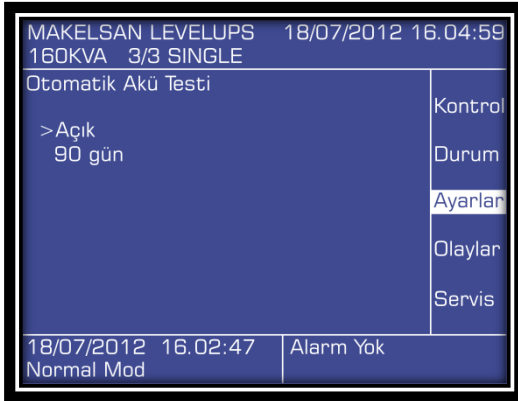 MAKELSAN LEVELUPS 18/07/2012 16.04:59
160KVA 3/3 SINGLE
Otomatik Akü Testi
>Açık
90 gün
Kontrol
Durum
Ayarlar
Olaylar
Servis
18/07/2012 16.02:47
Normal Mod
Alarm Yok